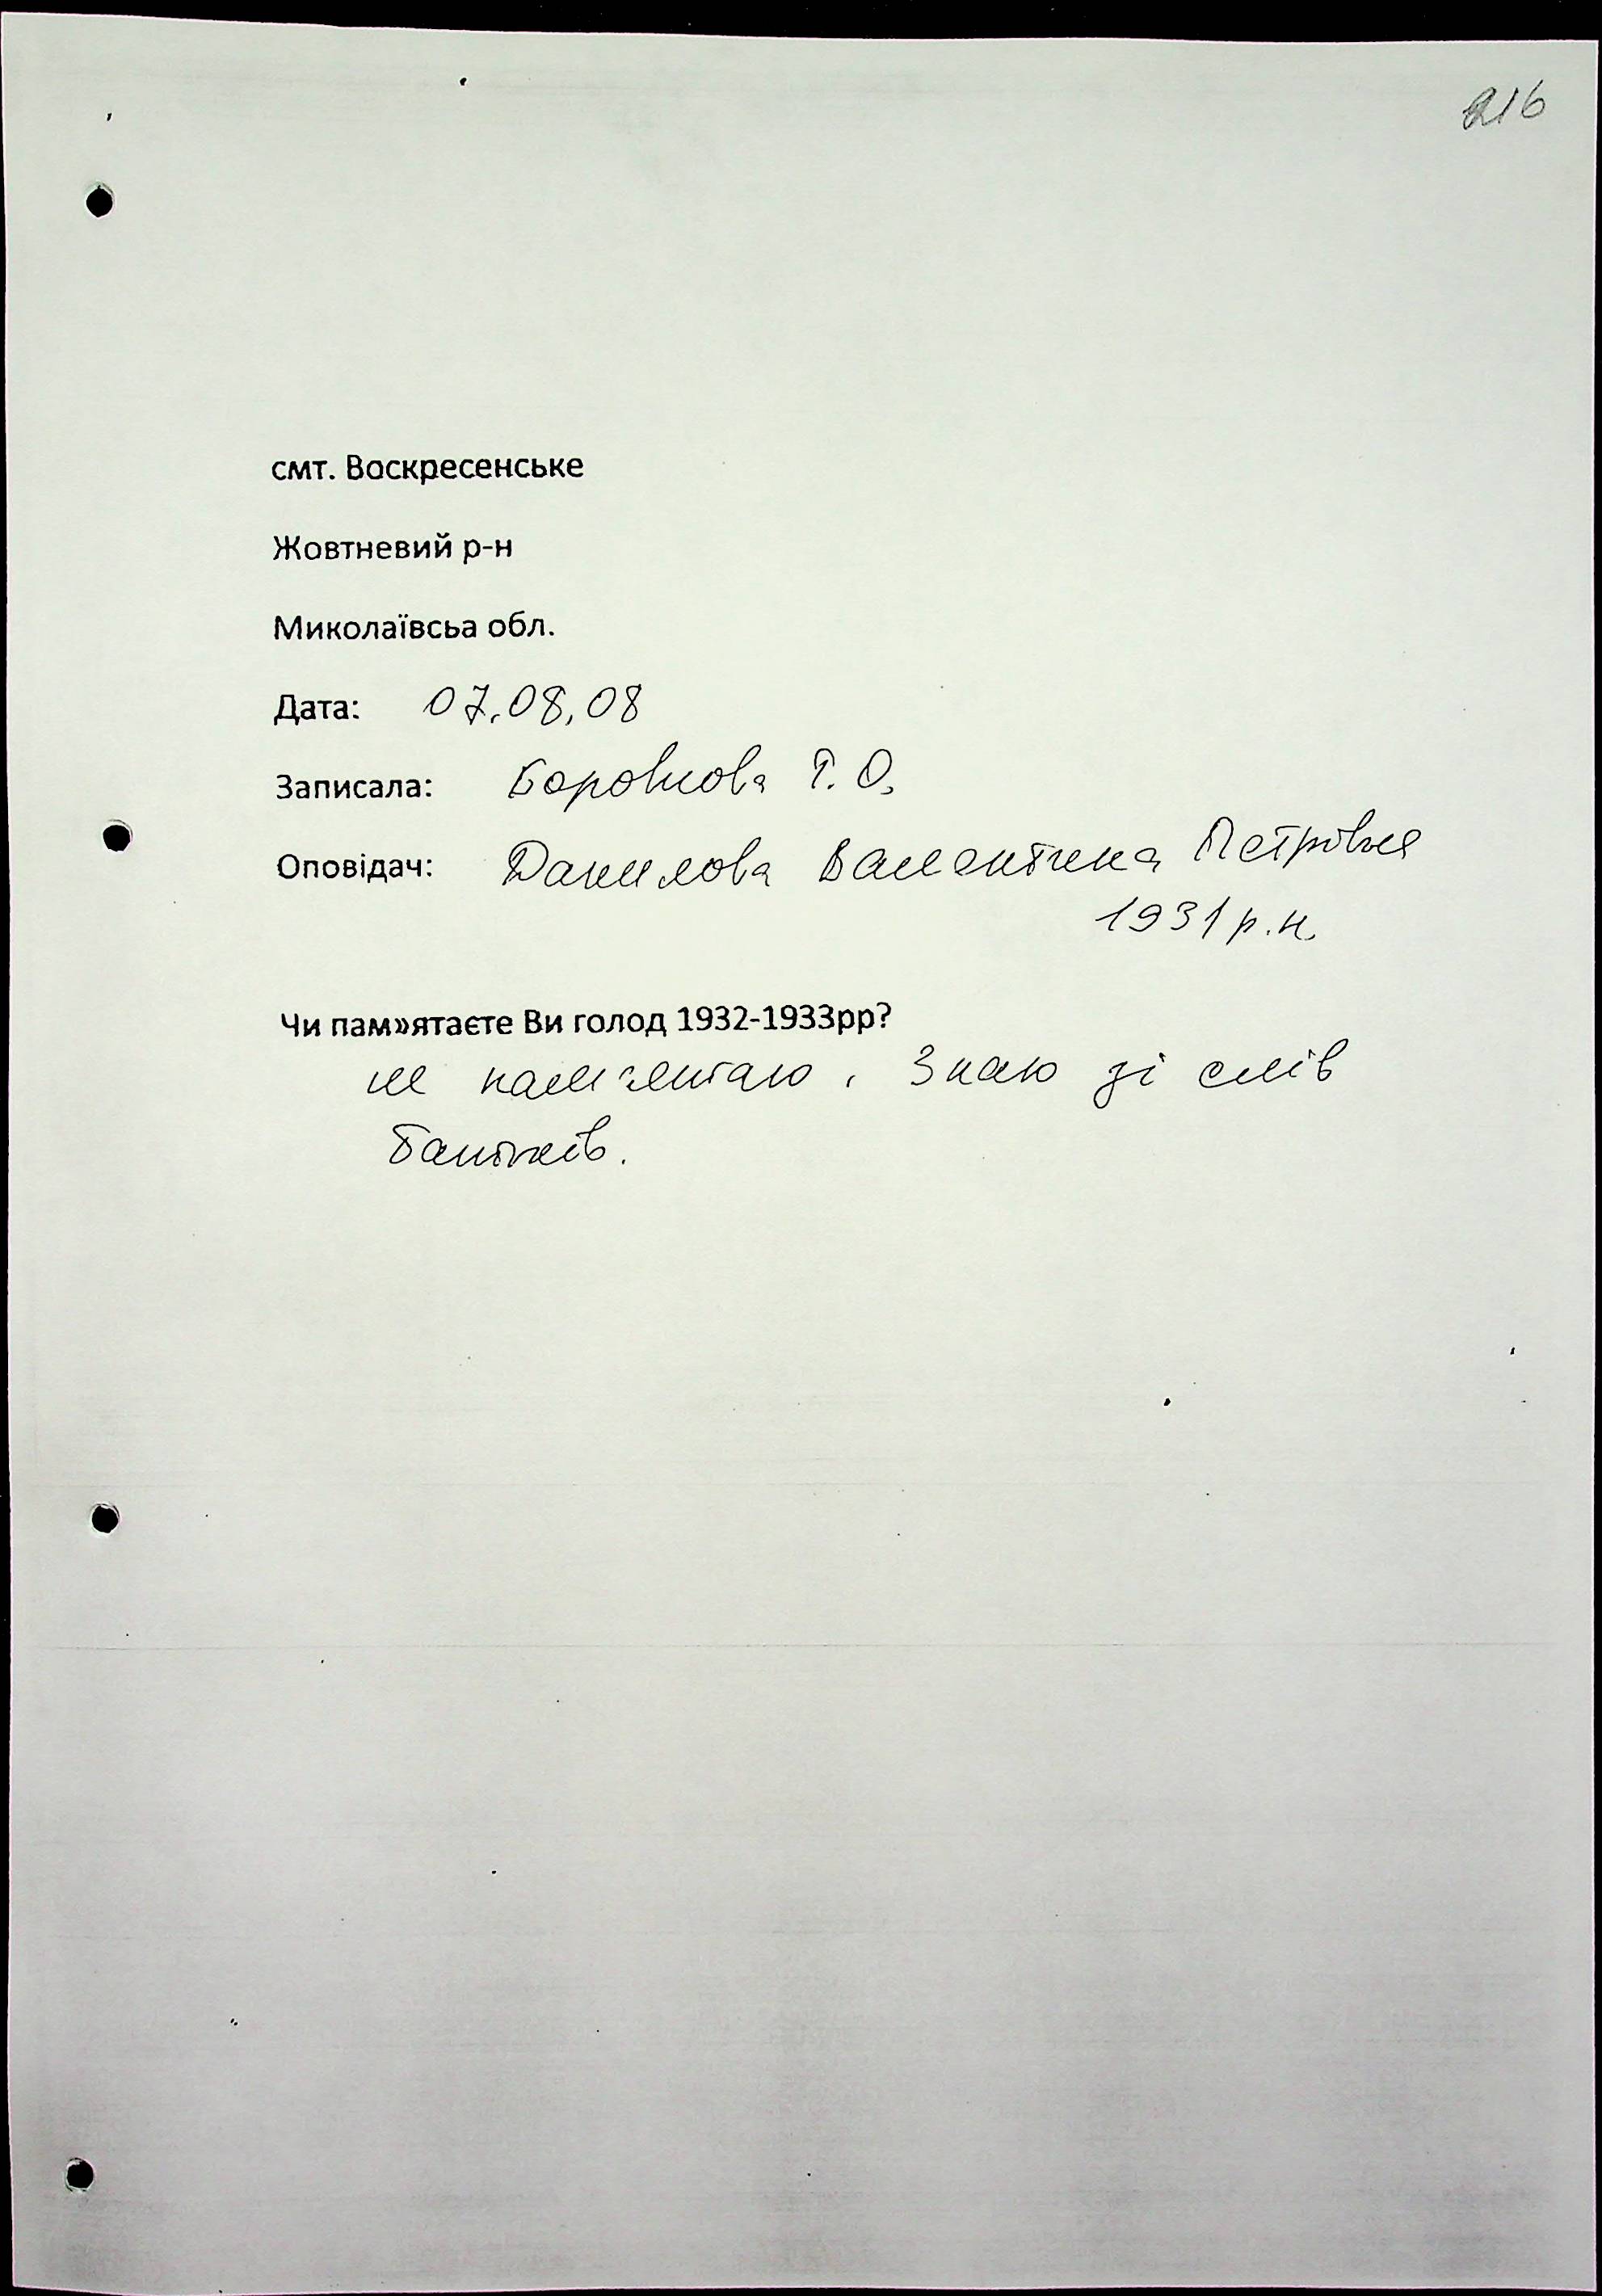 216
смт. Воскресенське
Жовтневий р-н
Миколаївсьа обл.
Дата: 07.08.08
Записала: Боровкова Т. О.
Оповідач: Данилова Валентина Петрівна
1931 р.н.
Чи пам»ятаєте Ви голод 1932-1933рр?
не пам'ятаю. Знаю зі слів
батьків.